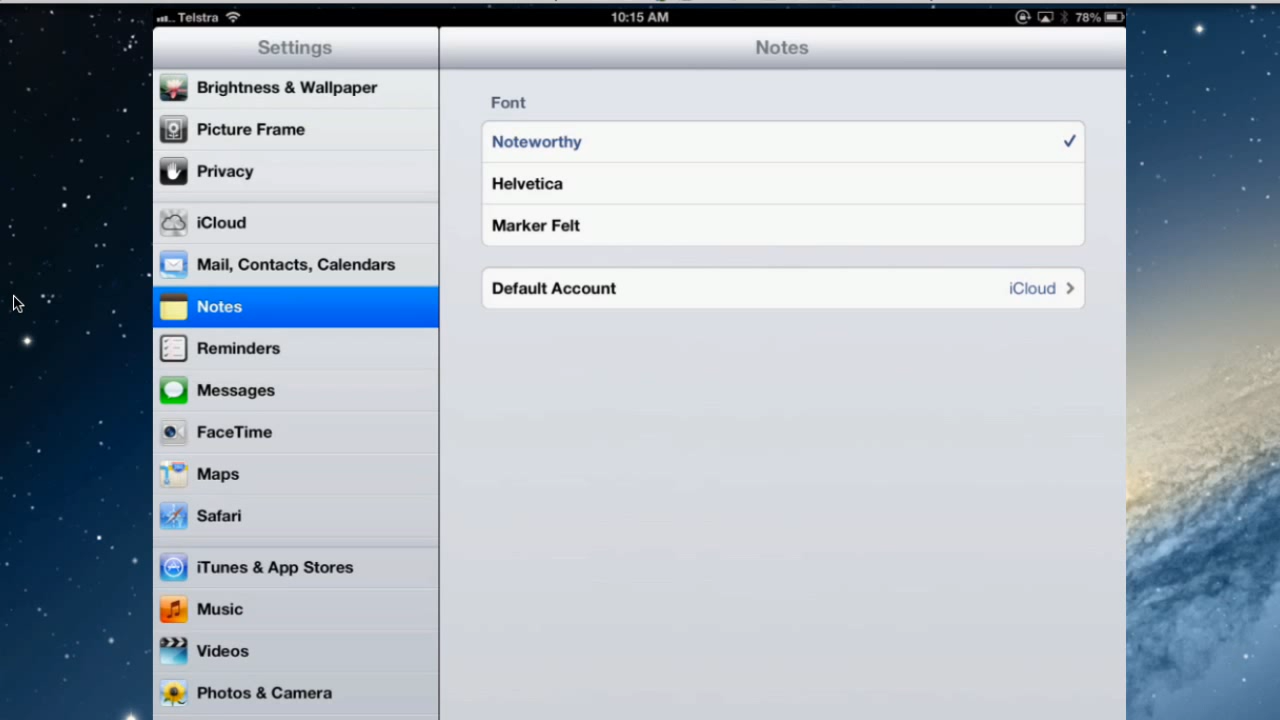 Telstra
10:15 AM
78%
Settings
Notes
Brightness & Wallpaper
Picture Frame
Privacy
iCloud
Mail, Contacts, Calendars
Notes
Reminders
Messages
FaceTime
Maps
Safari
iTunes & App Stores
Music
Videos
Photos & Camera
Font
Noteworthy
Helvetica
Marker Felt
Default Account iCloud